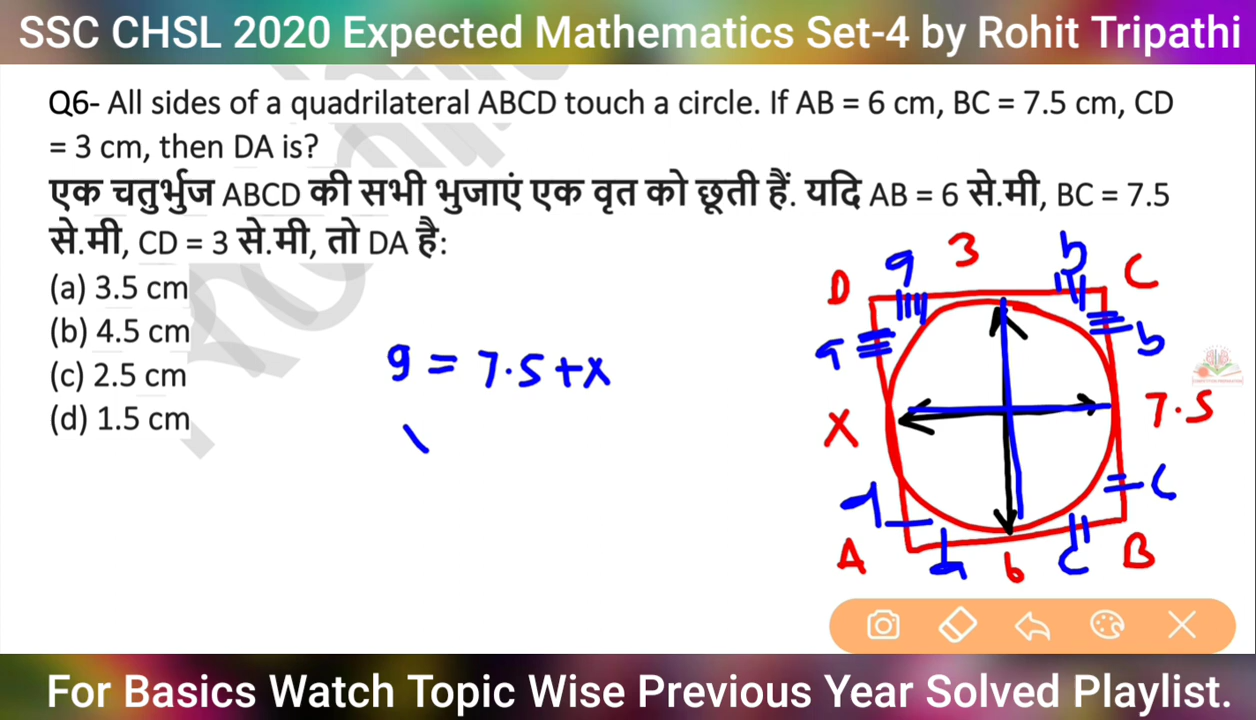 SSC CHSL 2020 Expected Mathematics Set-4 by Rohit Tripathi
Q6- All sides of a quadrilateral ABCD touch a circle. If AB = 6 cm, BC = 7.5 cm, CD
= 3 cm, then DA is?
एक चतुर्भुज ABCD की सभी भुजाएं एक वृत को छूती हैं. यदि AB = 6 से.मी, BC = 7.5
से.मी, CD = 3 से.मी, तो DA है:
(a) 3.5 cm
(b) 4.5 cm
(c) 2.5 cm
(d) 1.5 cm
9 = 7.5+x
D a 3 b C
a b
x 7.5
d c
A d 6 c B
For Basics Watch Topic Wise Previous Year Solved Playlist.